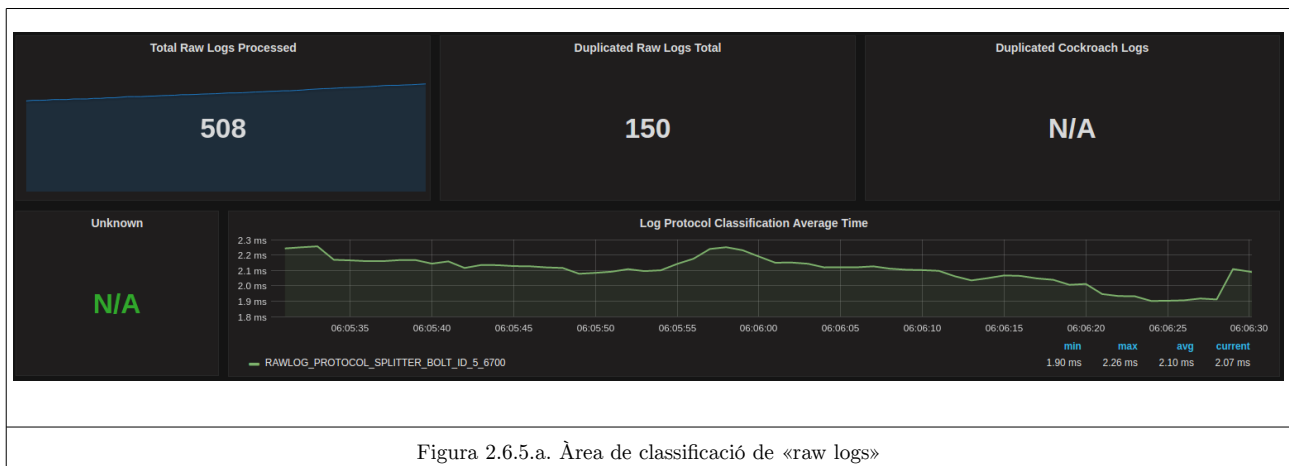 Total Raw Logs Processed
Duplicated Raw Logs Total
Duplicated Cockroach Logs
508
150
N/A
Unknown
N/A
Log Protocol Classification Average Time
2.3 ms
2.2 ms
2.1 ms
2.0 ms
1.9 ms
1.8 ms
06:05:35 06:05:40 06:05:45 06:05:50 06:05:55 06:06:00 06:06:05 06:06:10 06:06:15 06:06:20 06:06:25 06:06:30
min max avg current
RAWLOG_PROTOCOL_SPLITTER_BOLT_ID_5_6700 1.90 ms 2.26 ms 2.10 ms 2.07 ms
Figura 2.6.5.a. Àrea de classificació de «raw logs»